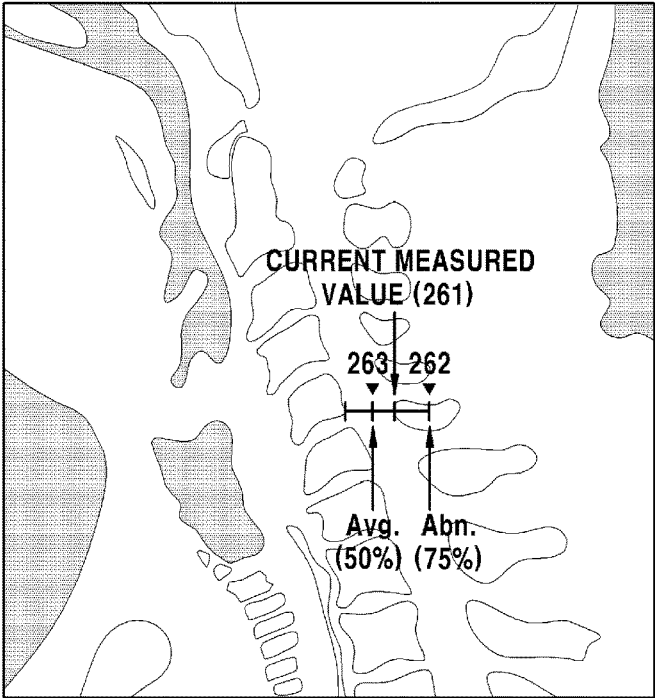 CURRENT MEASURED
VALUE (261)
263 262
Avg. Abn.
(50%) (75%)